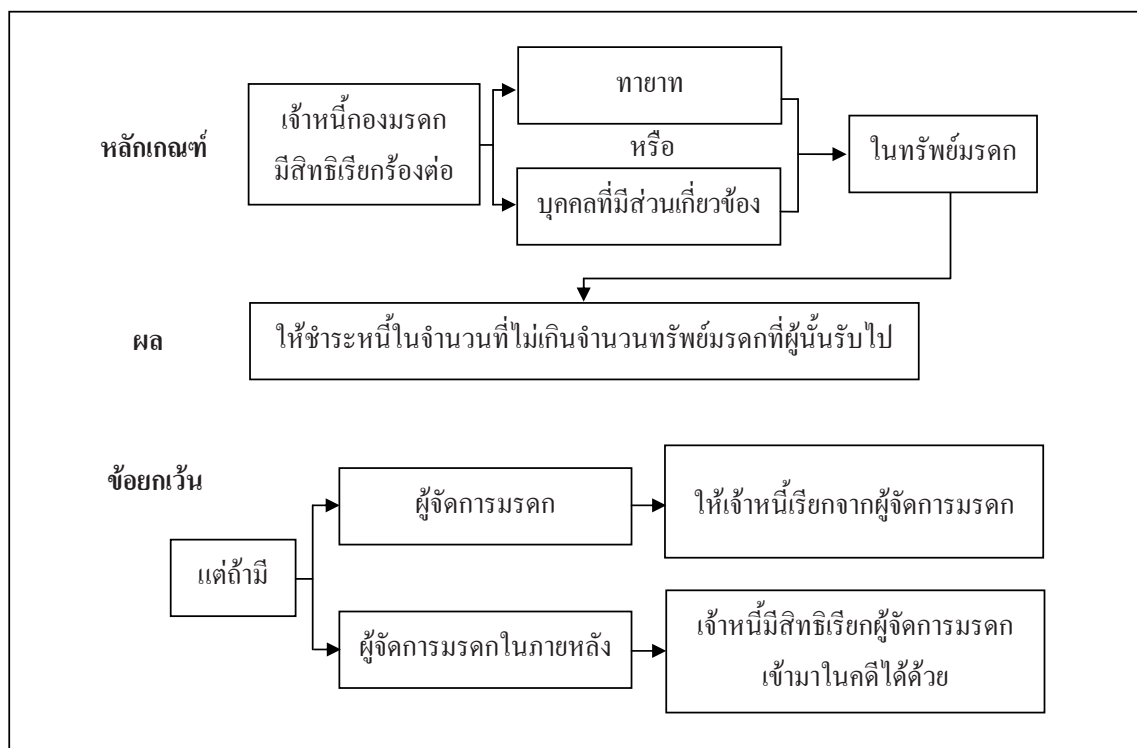 หลักเกณฑ์
เจ้าหนี้กองมรดก
มีสิทธิเรียกร้องต่อ
ทายาท
หรือ
บุคคลที่มีส่วนเกี่ยวข้อง
ในทรัพย์มรดก
ผล
ให้ชำระหนี้ในจำนวนที่ไม่เกินจำนวนทรัพย์มรดกที่ผู้นั้นรับไป
ข้อยกเว้น
แต่ถ้ามี
ผู้จัดการมรดก
ให้เจ้าหนี้เรียกจากผู้จัดการมรดก
ผู้จัดการมรดกในภายหลัง
เจ้าหนี้มีสิทธิเรียกผู้จัดการมรดก
เข้ามาในคดีได้ด้วย